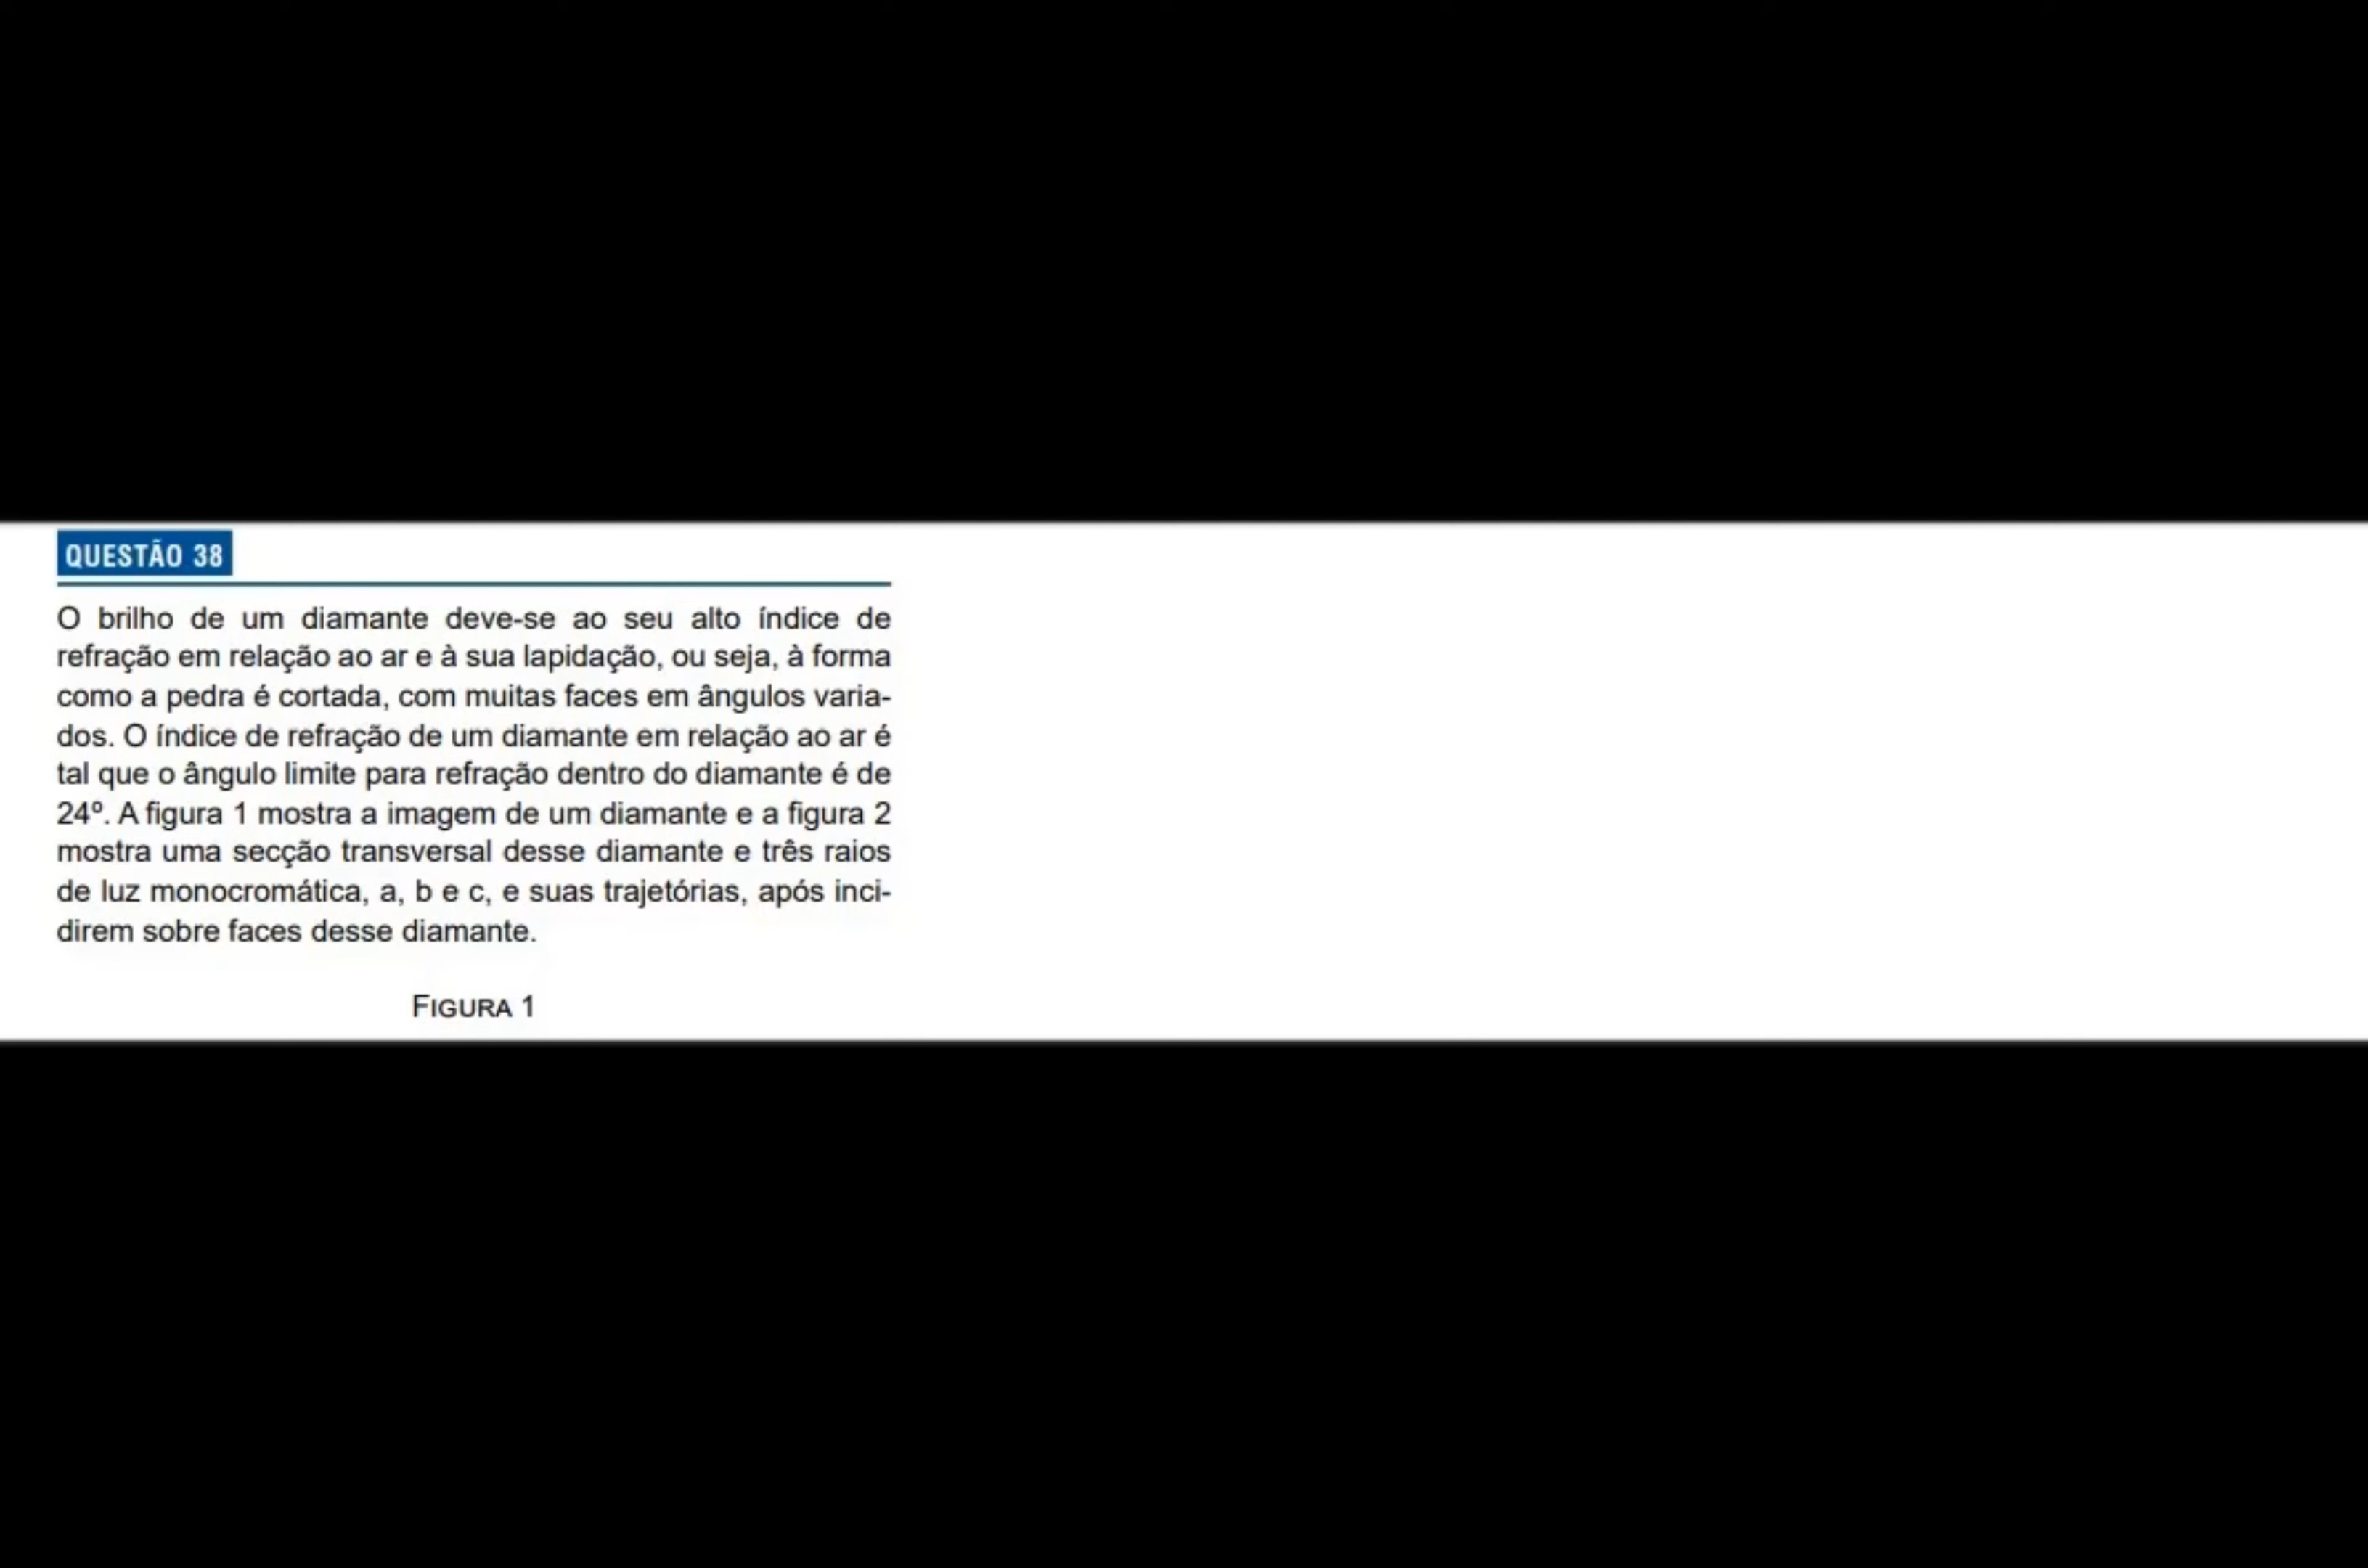 QUESTÃO 38
O brilho de um diamante deve-se ao seu alto índice de
refração em relação ao ar e à sua lapidação, ou seja, à forma
como a pedra é cortada, com muitas faces em ângulos varia-
dos. O índice de refração de um diamante em relação ao ar é
tal que o ângulo limite para refração dentro do diamante é de
24º. A figura 1 mostra a imagem de um diamante e a figura 2
mostra uma secção transversal desse diamante e três raios
de luz monocromática, a, b e c, e suas trajetórias, após inci-
direm sobre faces desse diamante.
FIGURA 1